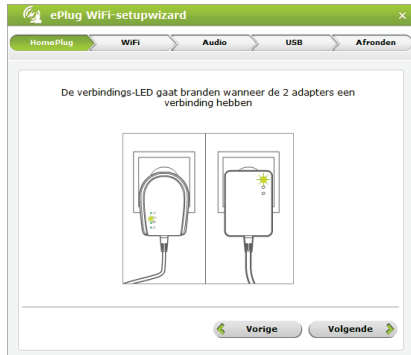 ePlug WiFi-setupwizard
HomePlug WiFi Audio USB Afronden
De verbindings-LED gaat branden wanneer de 2 adapters een
verbinding hebben
Vorige Volgende